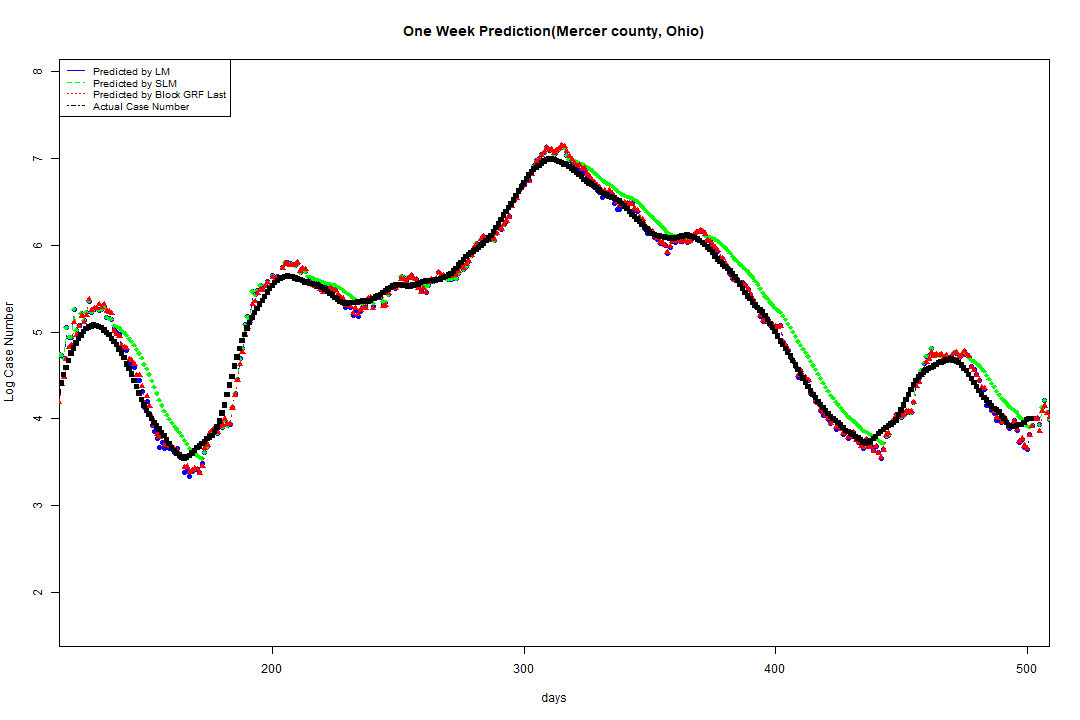 One Week Prediction(Mercer county, Ohio)
Predicted by LM
Predicted by SLM
Predicted by Block GRF Last
Actual Case Number
8
7
6
5
4
3
2
Log Case Number
200
300
400
500
days